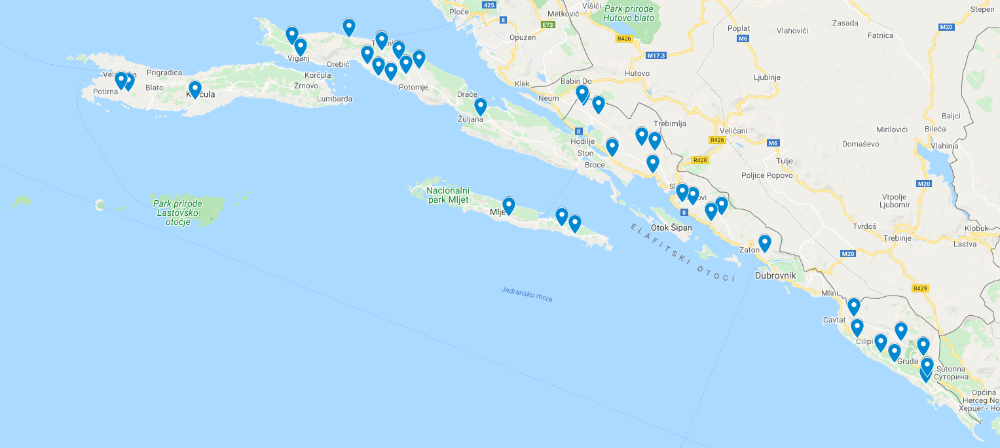 425
Ploče
Višići
Metković
Park prirode
Hutovo blato
Stepen
8
E73
Zasada
M20
Poplat
Vlahovići
Fatnica
Opuzen
R426
M6
M17.3
Viganj
Orebić
Prigradica
Korčula
Klek
Babin Do
Hutovo
Ljubinje
Potirna
Blato
Žrnovo
Potomje
Lumbarda
Drače
Neum
Žuljana
Trebimlja
Veličani
Baljci
Mirilovići
Bileća
8
Hodilje
R426
M6
Domaševo
Vlahinja
Ston
Broce
R428
Tulje
Poljice Popovo
M20
Nacionalni
park Mljet
Park prirode
Lastovsko
otočje
Vrpolje
Ljubomir
8
Otok Šipan
ELAFITSKI OTOCI
Tvrdoš
Klobuk
Trebinje
Lastva
Zaton
M20
Dubrovnik
Jadransko more
Mlini
R429
Cavtat
Ćilipi
Gruda
Sutorina
Суторина
Općina
Herceg No
Херцег - Но